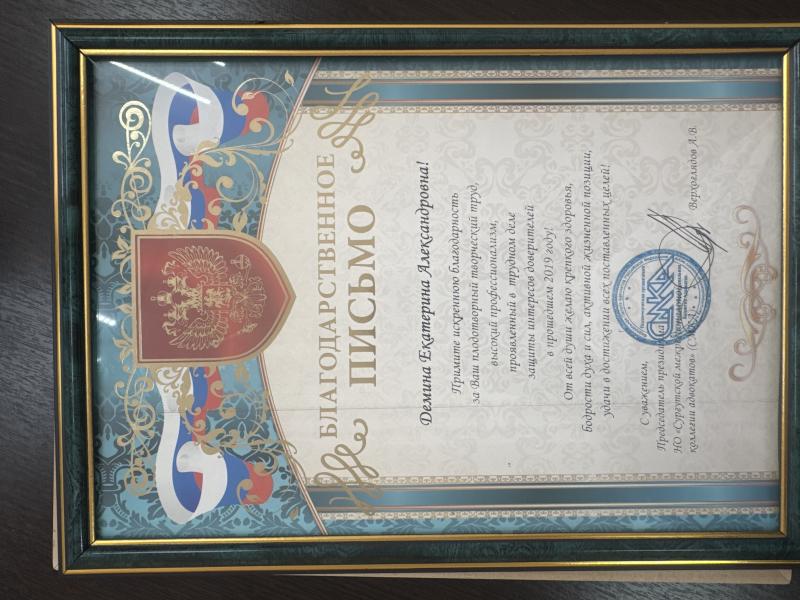 БЛАГОДАРСТВЕННОЕ
ПИСЬМО
Демина Екатерина Александровна!
Примите искреннюю благодарность
за Ваш плодотворный творческий труд,
высокий профессионализм,
проявленный в трудном деле
защиты интересов доверителей
в прошедшем 2019 году!
От всей души желаю крепкого здоровья,
бодрости духа и сил, активной жизненной позиции,
удачи в достижении всех поставленных целей!
С уважением,
Председатель президиума
НО «Сургутской
коллегии адвокатов» Верхоглядов А.В.
СМКА